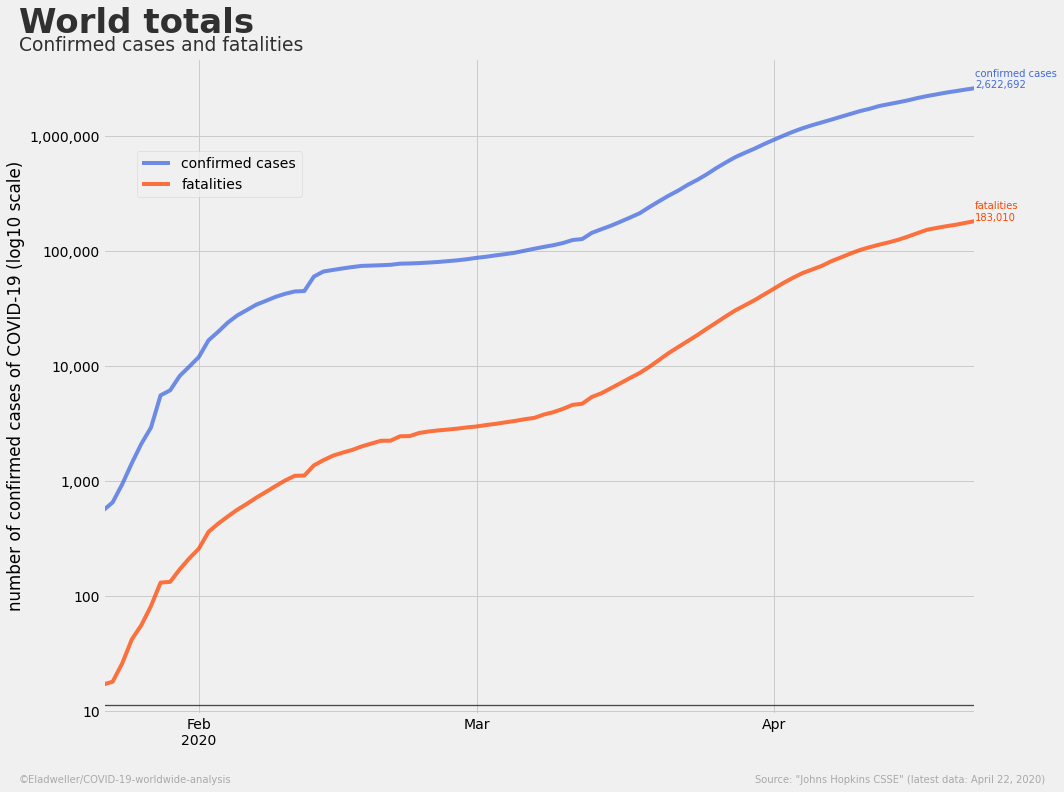 World totals
Confirmed cases and fatalities
confirmed cases
2,622,692
1,000,000
confirmed cases
fatalities
fatalities
183,010
100,000
number of confirmed cases of COVID-19 (log10 scale)
10,000
1,000
100
10
Feb
2020
Mar
Apr
©Eladweller/COVID-19-worldwide-analysis
Source: "Johns Hopkins CSSE" (latest data: April 22, 2020)